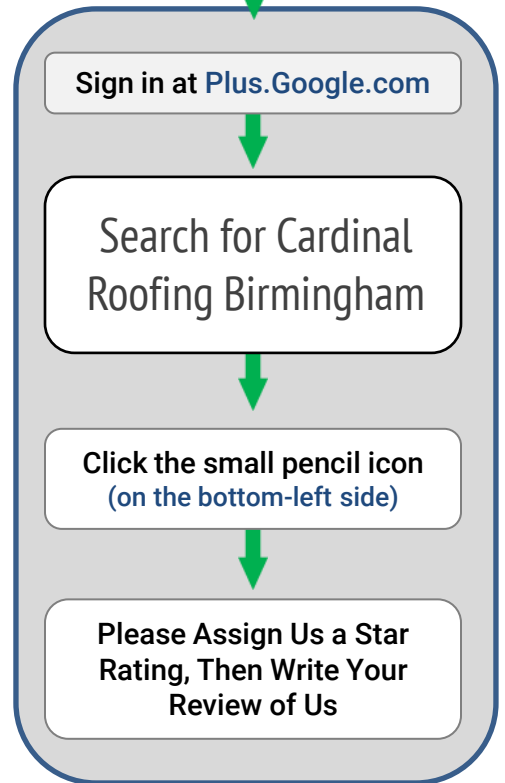 Sign in at Plus.Google.com
Search for Cardinal
Roofing Birmingham
Click the small pencil icon
(on the bottom-left side)
Please Assign Us a Star
Rating, Then Write Your
Review of Us